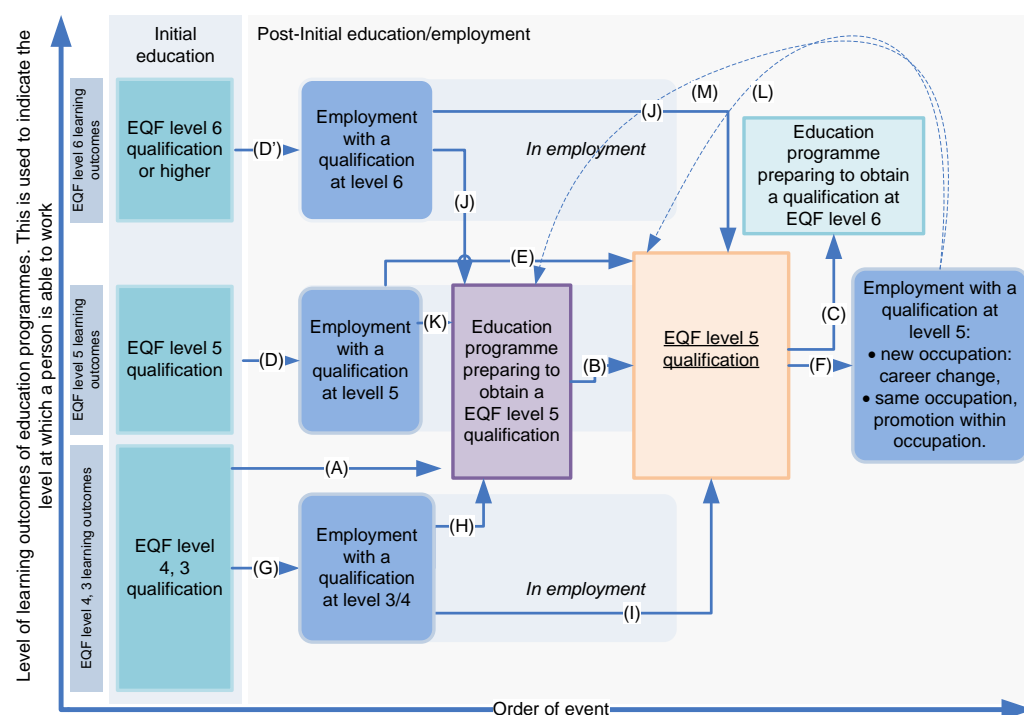 Level of learning outcomes of education programmes. This is used to indicate the
level at which a person is able to work
Initial
education
Post-Initial education/employment
EQF level 6 learning
outcomes
EQF level 6
qualification
or higher
(D’)
Employment
with a
qualification
at level 6
(J)
(J)
In employment
(M)
(L)
Education
programme
preparing to obtain
a qualification at
EQF level 6
EQF level 5 learning
outcomes
EQF level 5
qualification
(D)
Employment
with a
qualification
at levell 5
(E)
(K)
Education
programme
preparing to
obtain a
EQF level 5
qualification
(B)
EQF level 5
qualification
(C)
(F)
Employment with a
qualification at
levell 5:
• new occupation:
career change,
• same occupation,
promotion within
occupation.
EQF level 4, 3 learning outcomes
EQF level
4, 3
qualification
(A)
(G)
Employment
with a
qualification
at level 3/4
(H)
In employment
(I)
Order of event